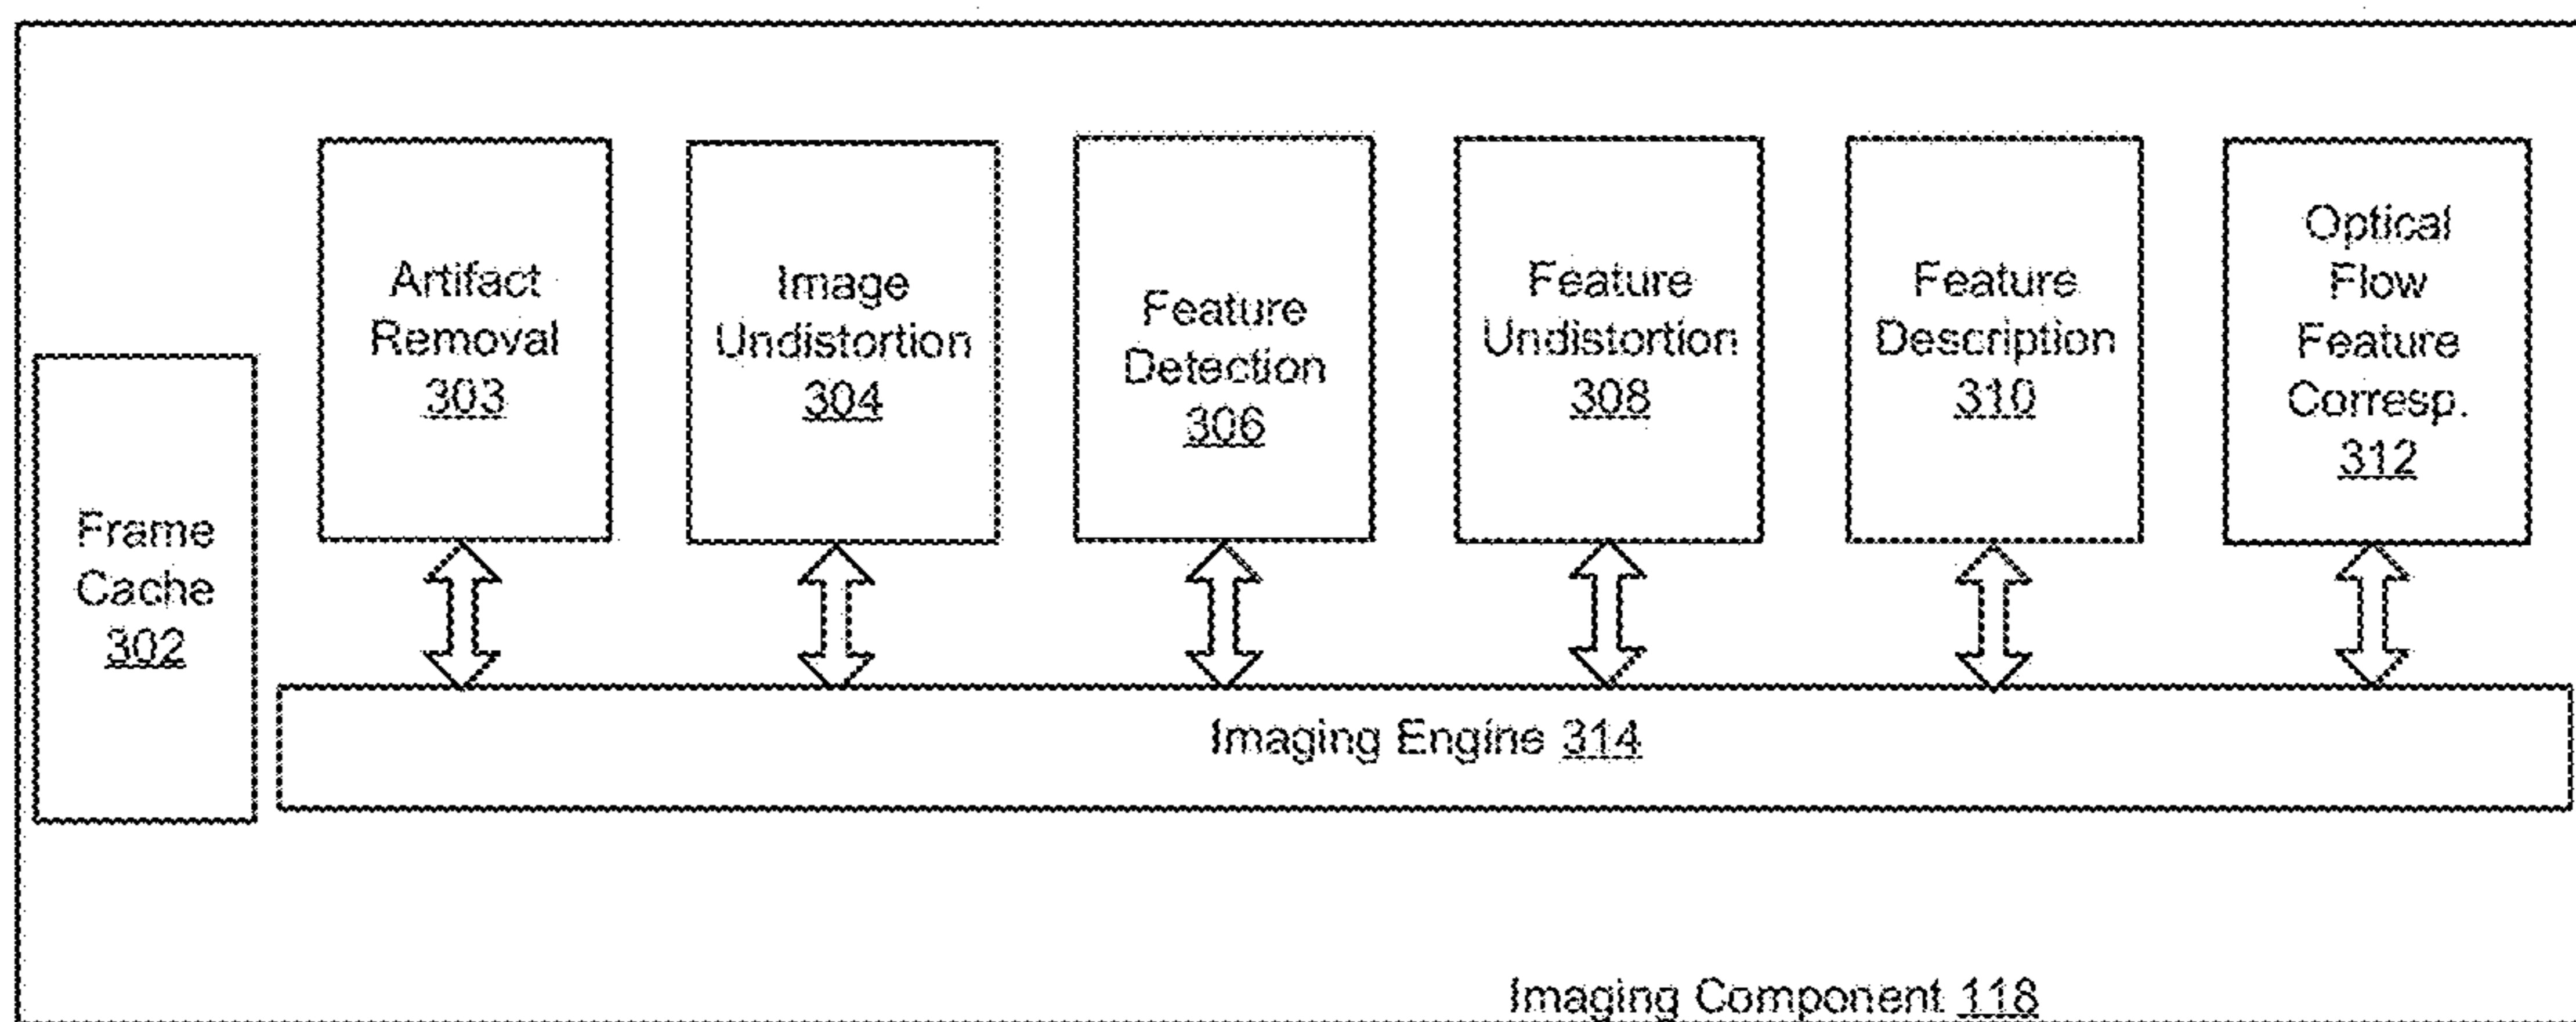 Artifact
Removal
303
Image
Undistortion
304
Feature
Detection
306
Feature
Undistortion
308
Feature
Description
310
Optical
Flow
Feature
Corresp.
312
Frame
Cache
302
Imaging Engine 314
Imaging Component 118